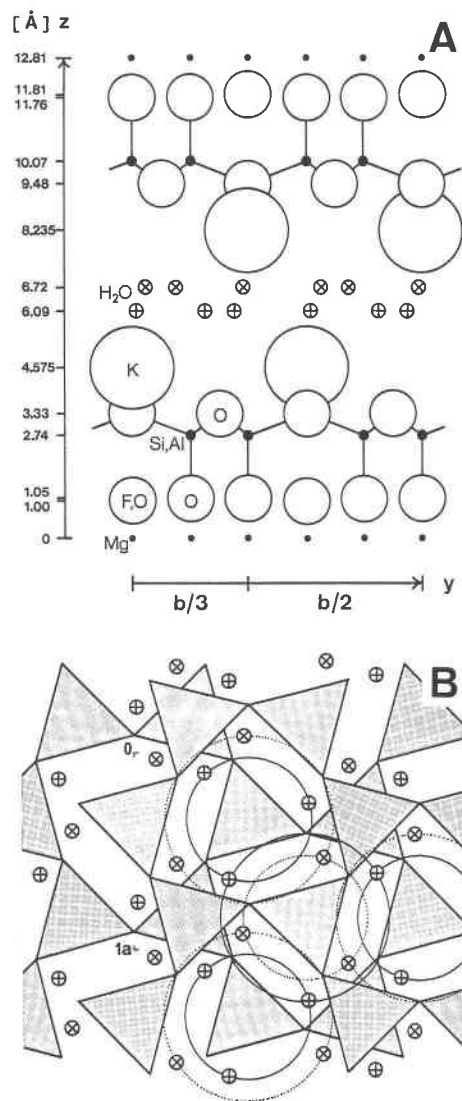 [Å] z
A
12.81
11.81
11.76
10.07
9.48
8.235
6.72
H₂O
6.09
4.575
K
3.33
O
2.74
Si,Al
1.05
1.00
F,O
O
0
Mg
b/3
b/2
y
B
0r